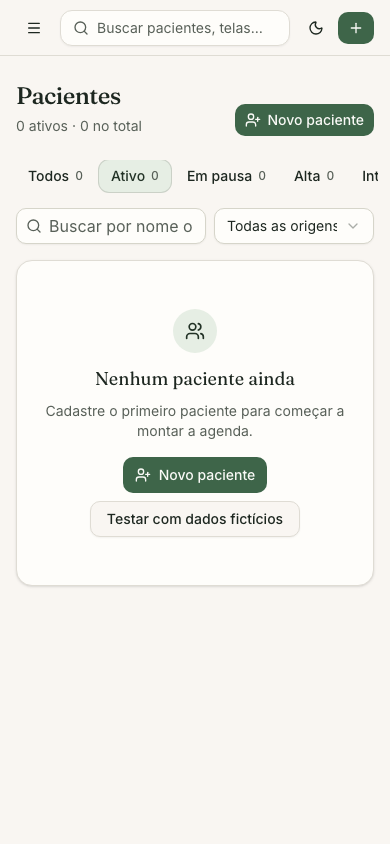 Buscar pacientes, telas...
Pacientes
0 ativos · 0 no total
Novo paciente
Todos 0
Ativo 0
Em pausa 0
Alta 0
Int
Buscar por nome o
Todas as origens
Nenhum paciente ainda
Cadastre o primeiro paciente para começar a
montar a agenda.
Novo paciente
Testar com dados fictícios